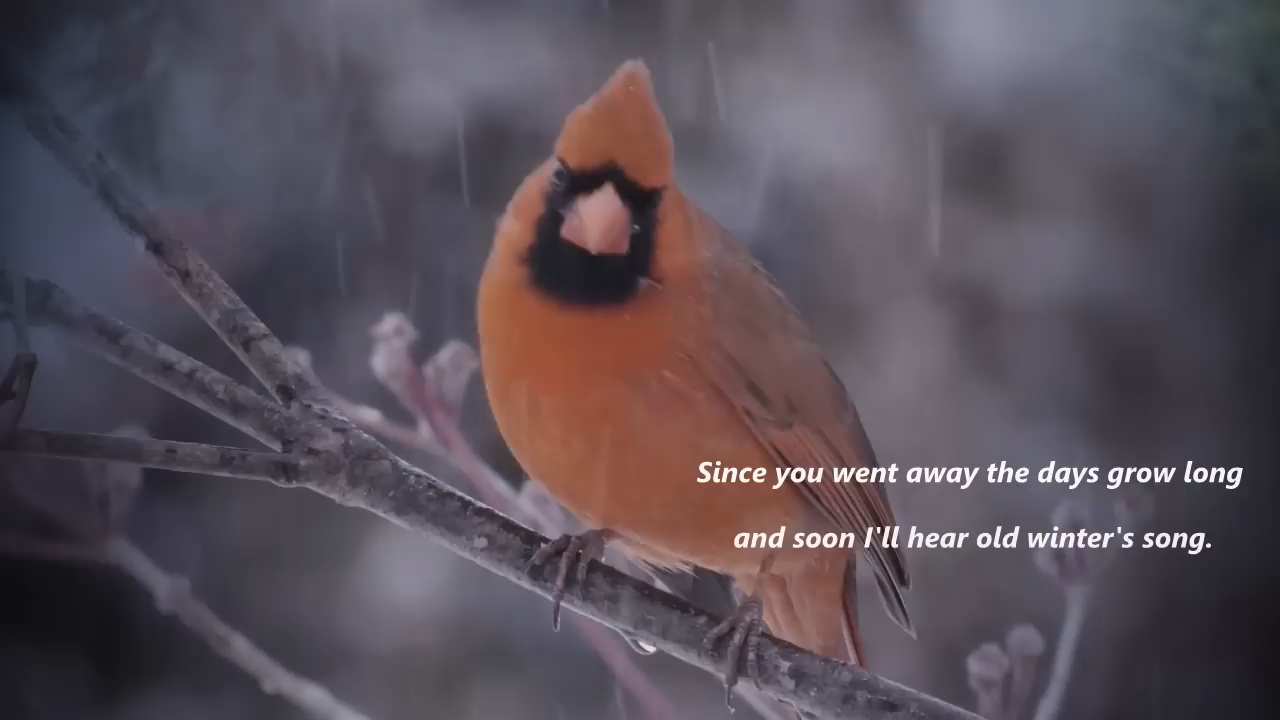 Since you went away the days grow long
and soon I'll hear old winter's song.